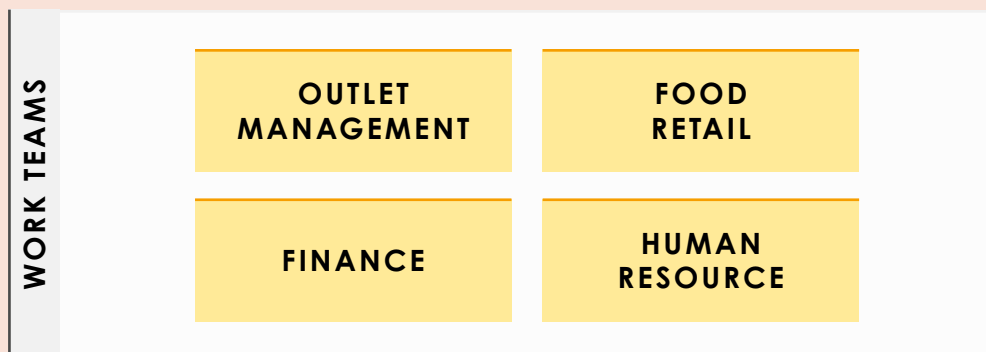 WORK TEAMS
OUTLET
MANAGEMENT
FOOD
RETAIL
FINANCE
HUMAN
RESOURCE